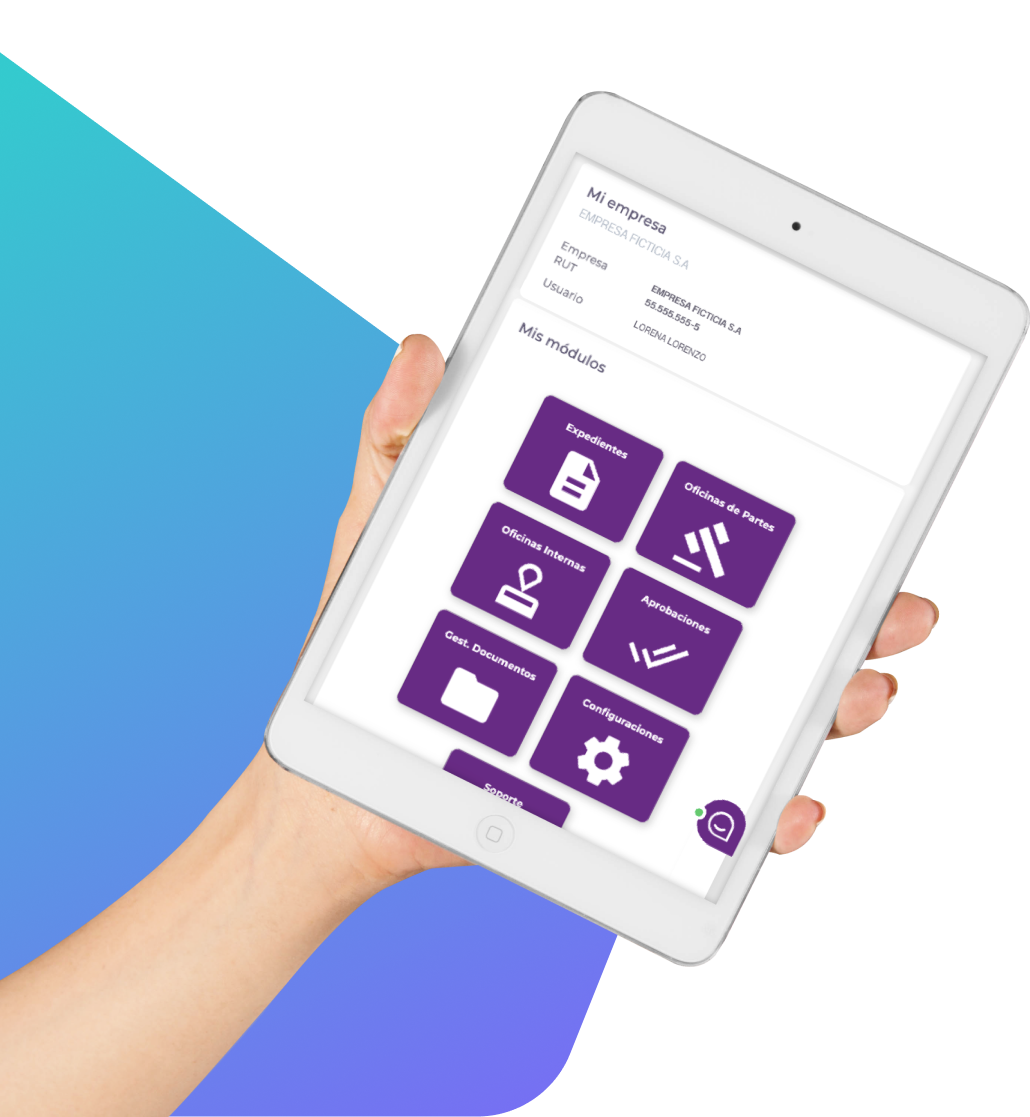 Mi empresa
EMPRESA FICTICIA S.A
Empresa EMPRESA FICTICIA S.A
RUT 55.555.555-5
Usuario LORENA LORENZO
Mis módulos
Expedientes
Oficinas de Partes
Oficinas Internas
Aprobaciones
Gest. Documentos
Configuraciones
Soporte